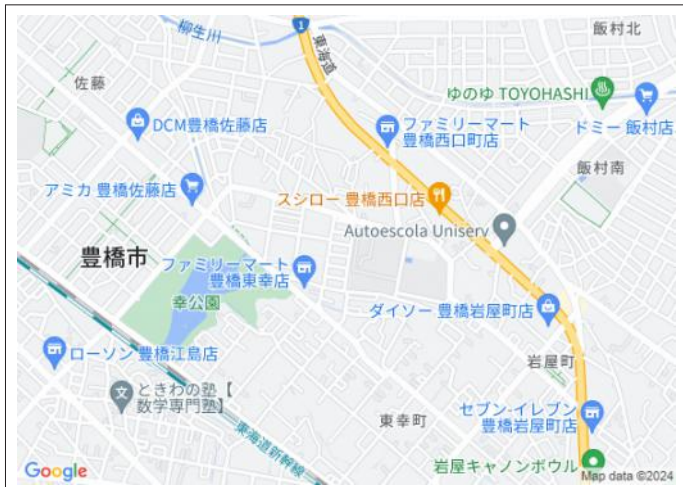 1
柳生川
東海道
飯村北
佐藤
ゆのゆ TOYOHASHI
DCM豊橋佐藤店
ファミリーマート
豊橋西口町店
ドミー 飯村店
飯村南
アミカ 豊橋佐藤店
スシロー 豊橋西口店
Autoescola Uniserv
豊橋市
ファミリーマート
豊橋東幸店
幸公園
ダイソー 豊橋岩屋町店
ローソン 豊橋江島店
岩屋町
ときわの塾【
数学専門塾】
東幸町
セブン-イレブン
豊橋岩屋町店
東海道新幹線
岩屋キャノンボウル
Google
Map data ©2024